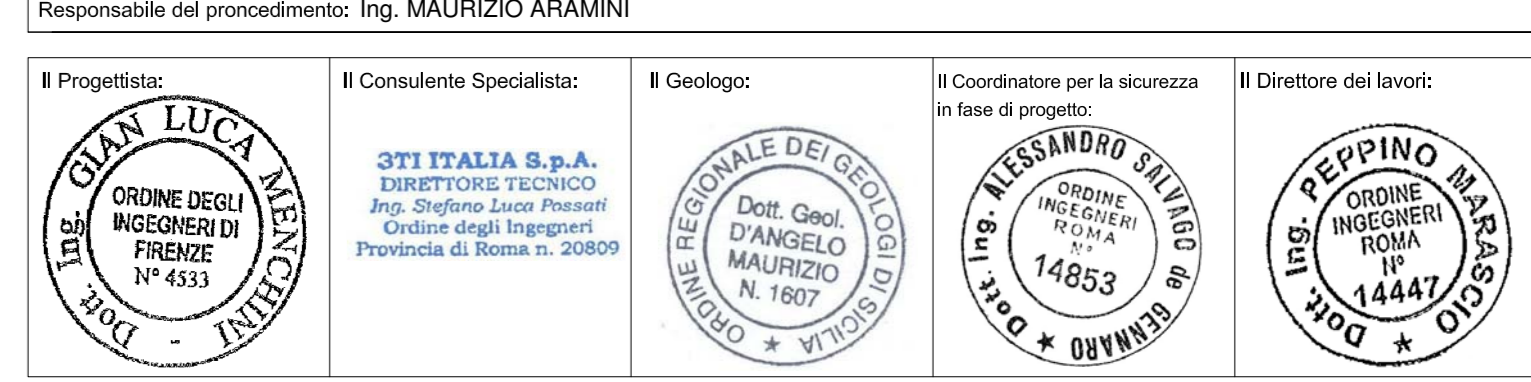 Responsabile del proncedimento: Ing. MAURIZIO ARAMINI
Il Progettista:
Dott. Ing. GIAN LUCA MENCHINI -
ORDINE DEGLI
INGEGNERI DI
FIRENZE
N° 4533
Il Consulente Specialista:
3TI ITALIA S.p.A.
DIRETTORE TECNICO
Ing. Stefano Luca Possati
Ordine degli Ingegneri
Provincia di Roma n. 20809
Il Geologo:
ORDINE REGIONALE DEI GEOLOGI DI SICILIA
Dott. Geol.
D'ANGELO
MAURIZIO
N. 1607
Il Coordinatore per la sicurezza
in fase di progetto:
Dott. Ing. ALESSANDRO SALVAGO de GENNARO
ORDINE
INGEGNERI
ROMA
N°
14853
Il Direttore dei lavori:
Dott. Ing. PEPPINO MARASCIO
ORDINE
INGEGNERI
ROMA
N°
14447